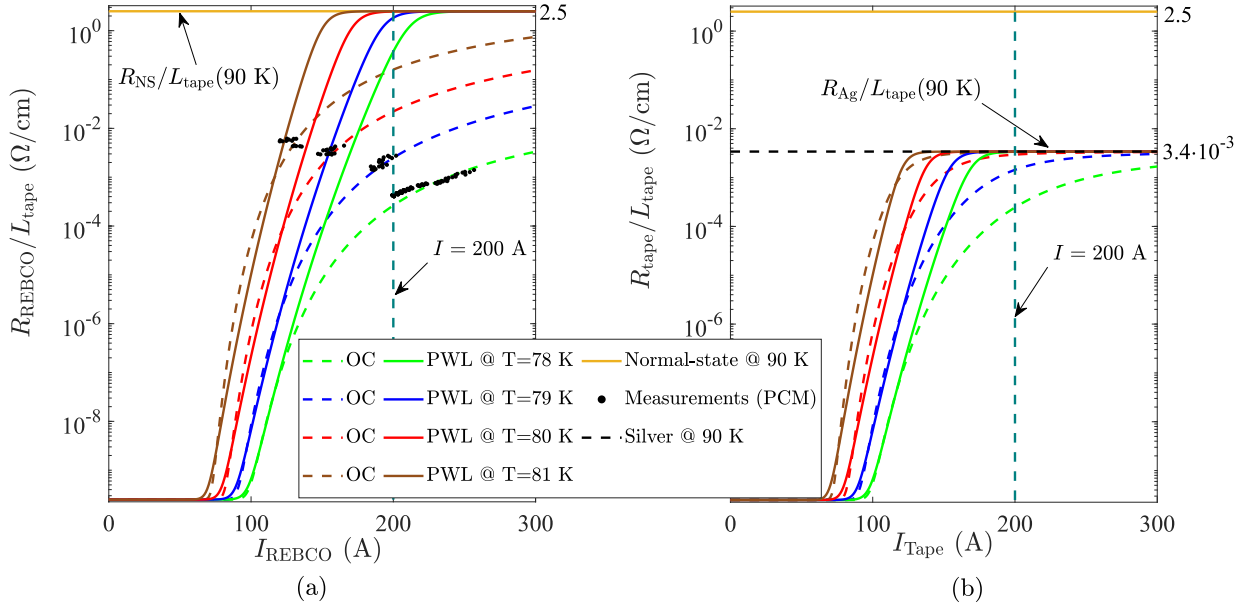 R_REBCO/L_tape (Ω/cm)
10^0
10^-2
10^-4
10^-6
10^-8
2.5
R_NS/L_tape(90 K)
I = 200 A
0
100
200
300
I_REBCO (A)
(a)
R_tape/L_tape (Ω/cm)
10^0
10^-2
10^-4
10^-6
10^-8
2.5
R_Ag/L_tape(90 K)
3.4·10^-3
I = 200 A
0
100
200
300
I_Tape (A)
(b)
OC PWL @ T=78 K Normal-state @ 90 K
OC PWL @ T=79 K Measurements (PCM)
OC PWL @ T=80 K Silver @ 90 K
OC PWL @ T=81 K